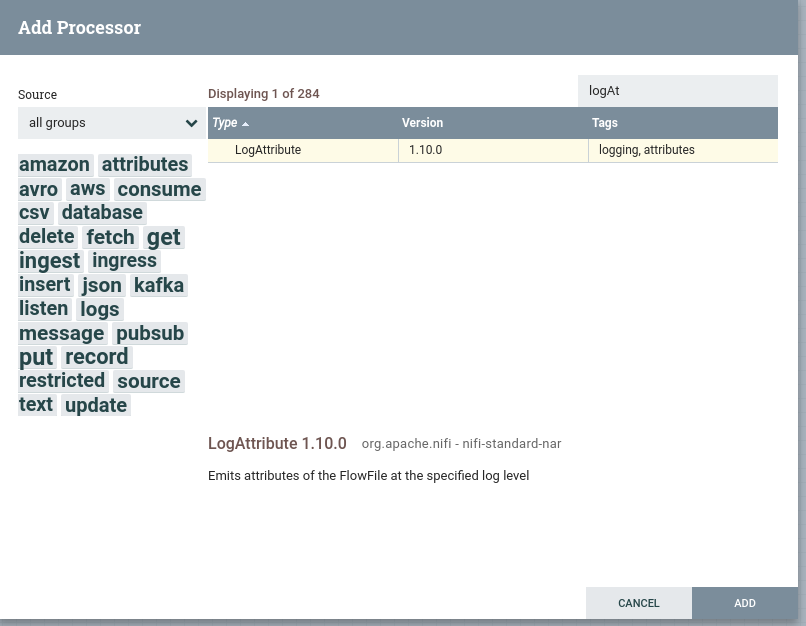 Add Processor
Source
all groups
amazon attributes
avro aws consume
csv database
delete fetch get
ingest ingress
insert json kafka
listen logs
message pubsub
put record
restricted source
text update
Displaying 1 of 284
logAt
Type Version Tags
LogAttribute 1.10.0 logging, attributes
LogAttribute 1.10.0 org.apache.nifi - nifi-standard-nar
Emits attributes of the FlowFile at the specified log level
CANCEL ADD